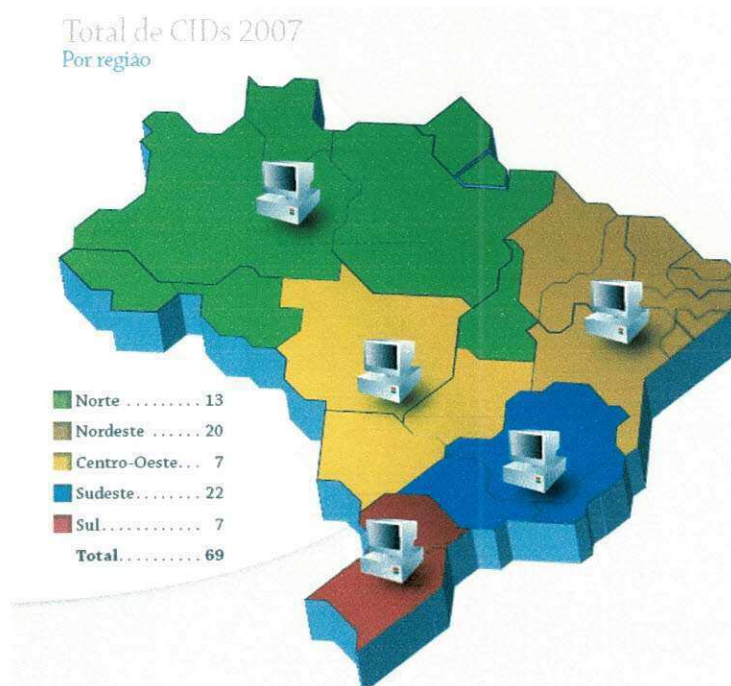 Total de CIDs 2007
Por região
Norte ......... 13
Nordeste ...... 20
Centro-Oeste... 7
Sudeste........ 22
Sul............ 7
Total.......... 69